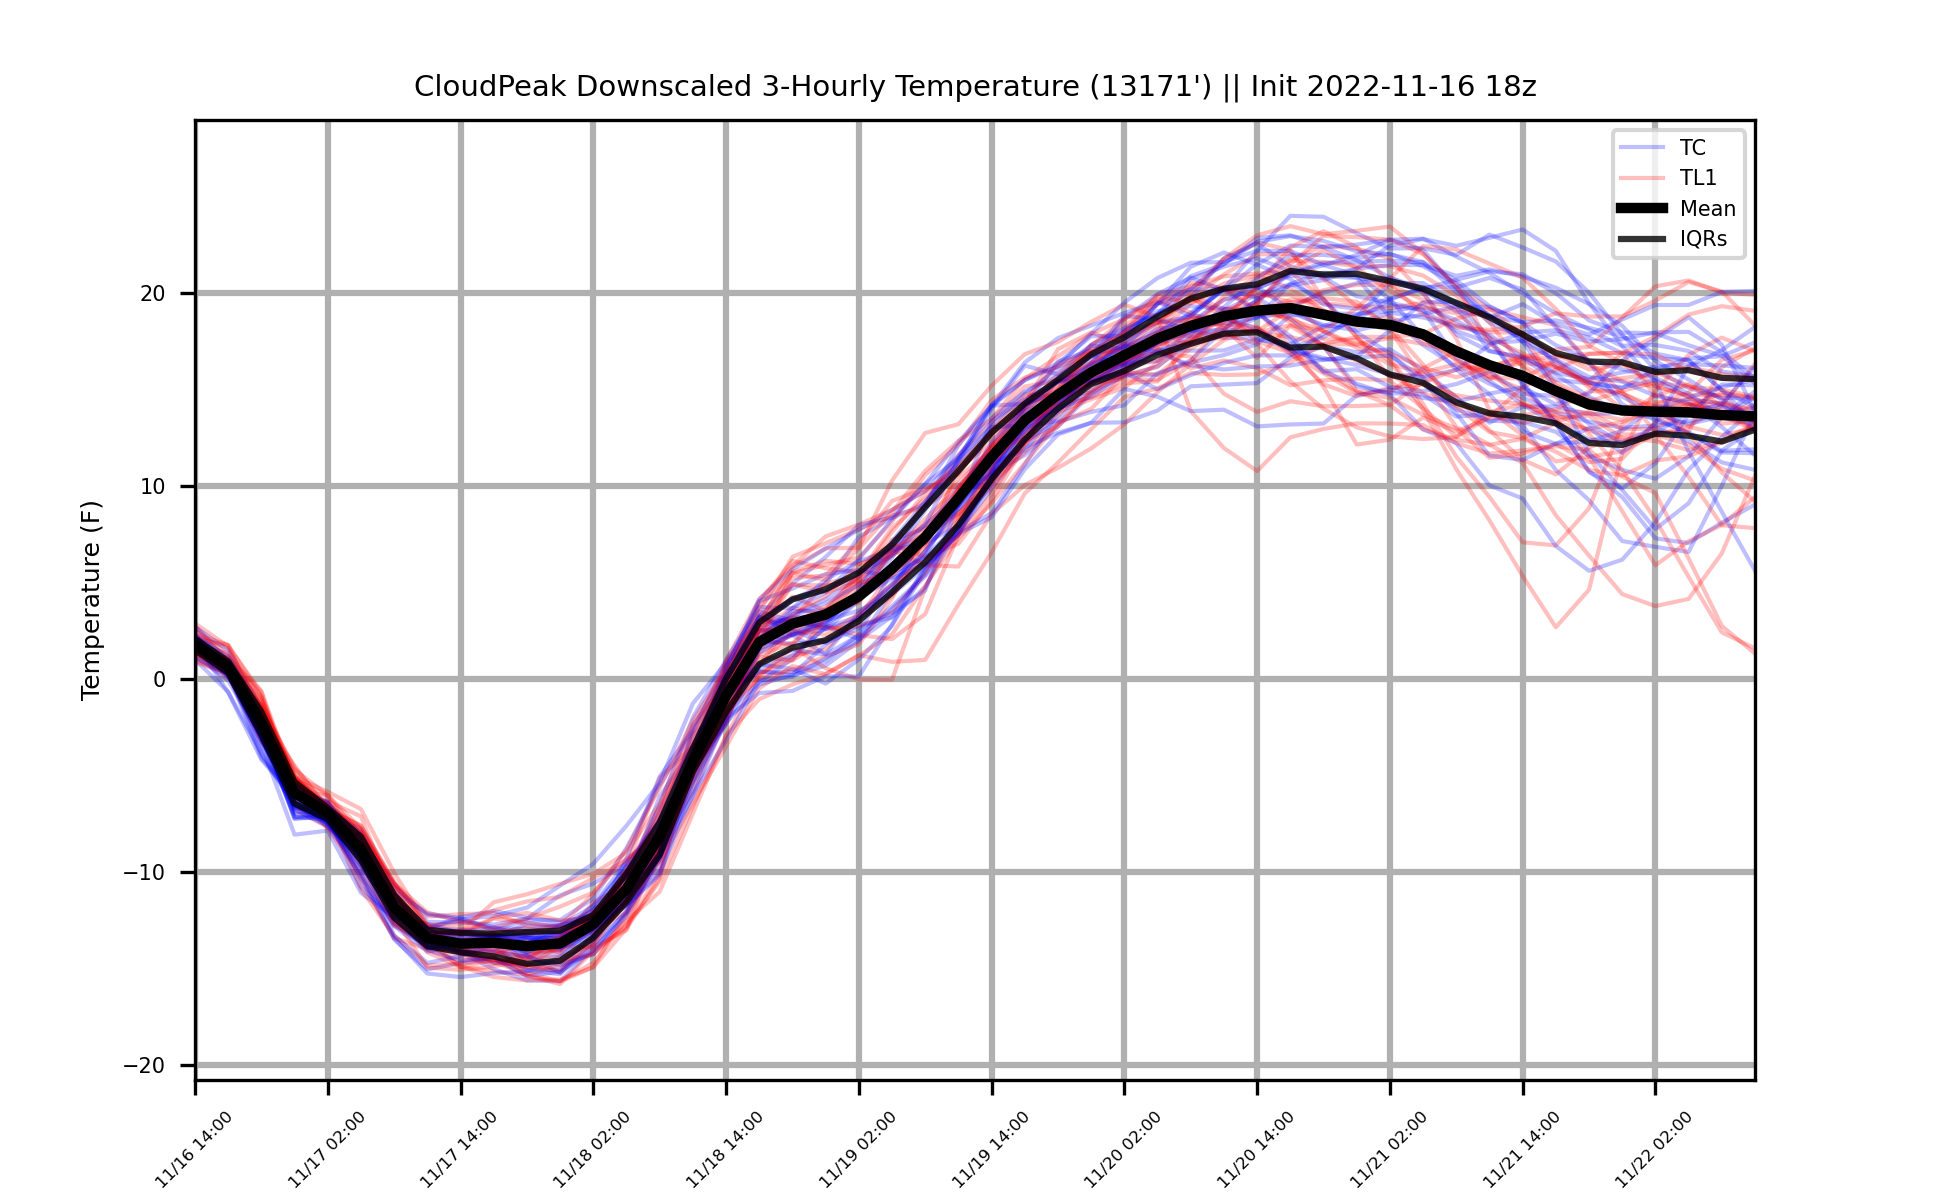 CloudPeak Downscaled 3-Hourly Temperature (13171') || Init 2022-11-16 18z
TC
TL1
Mean
IQRs
Temperature (F)
20
10
0
−10
−20
11/16 14:00
11/17 02:00
11/17 14:00
11/18 02:00
11/18 14:00
11/19 02:00
11/19 14:00
11/20 02:00
11/20 14:00
11/21 02:00
11/21 14:00
11/22 02:00